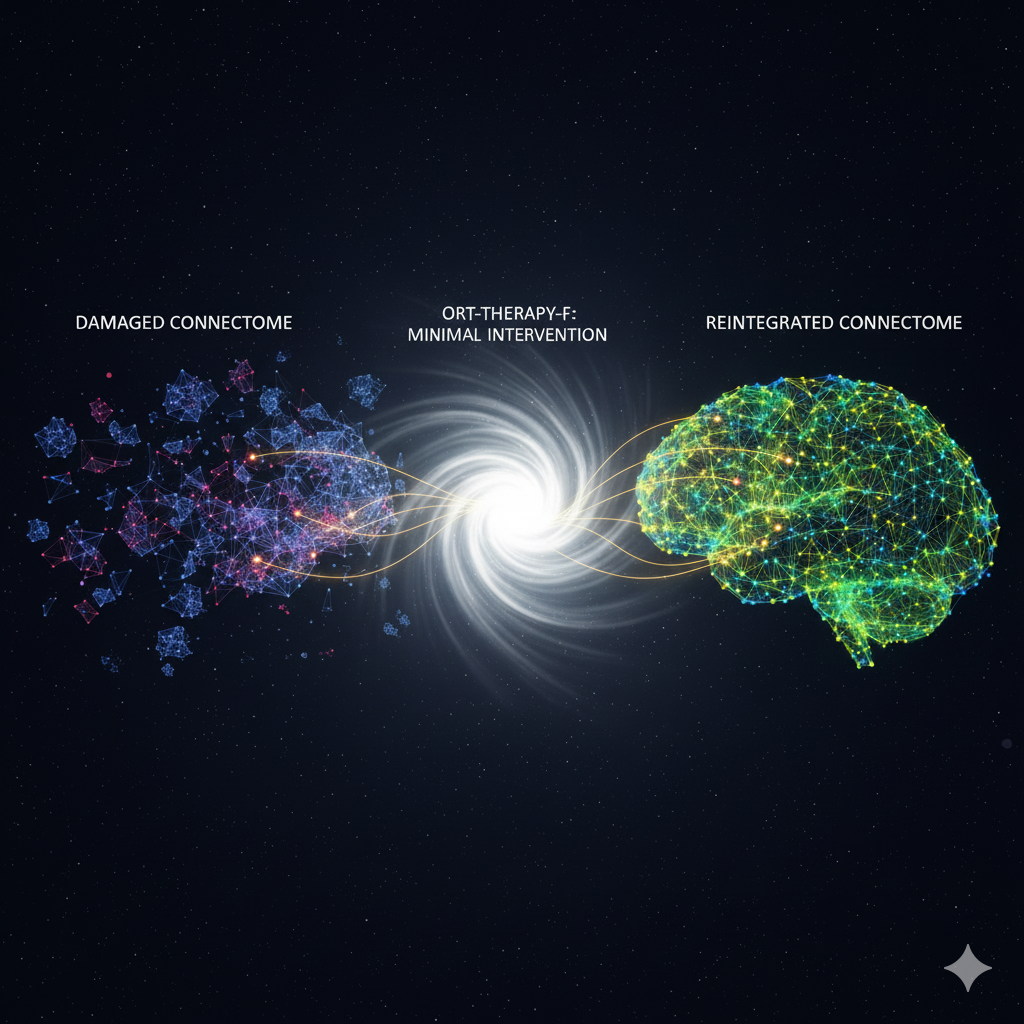 DAMAGED CONNECTOME
ORT-THERAPY-F:
MINIMAL INTERVENTION
REINTEGRATED CONNECTOME